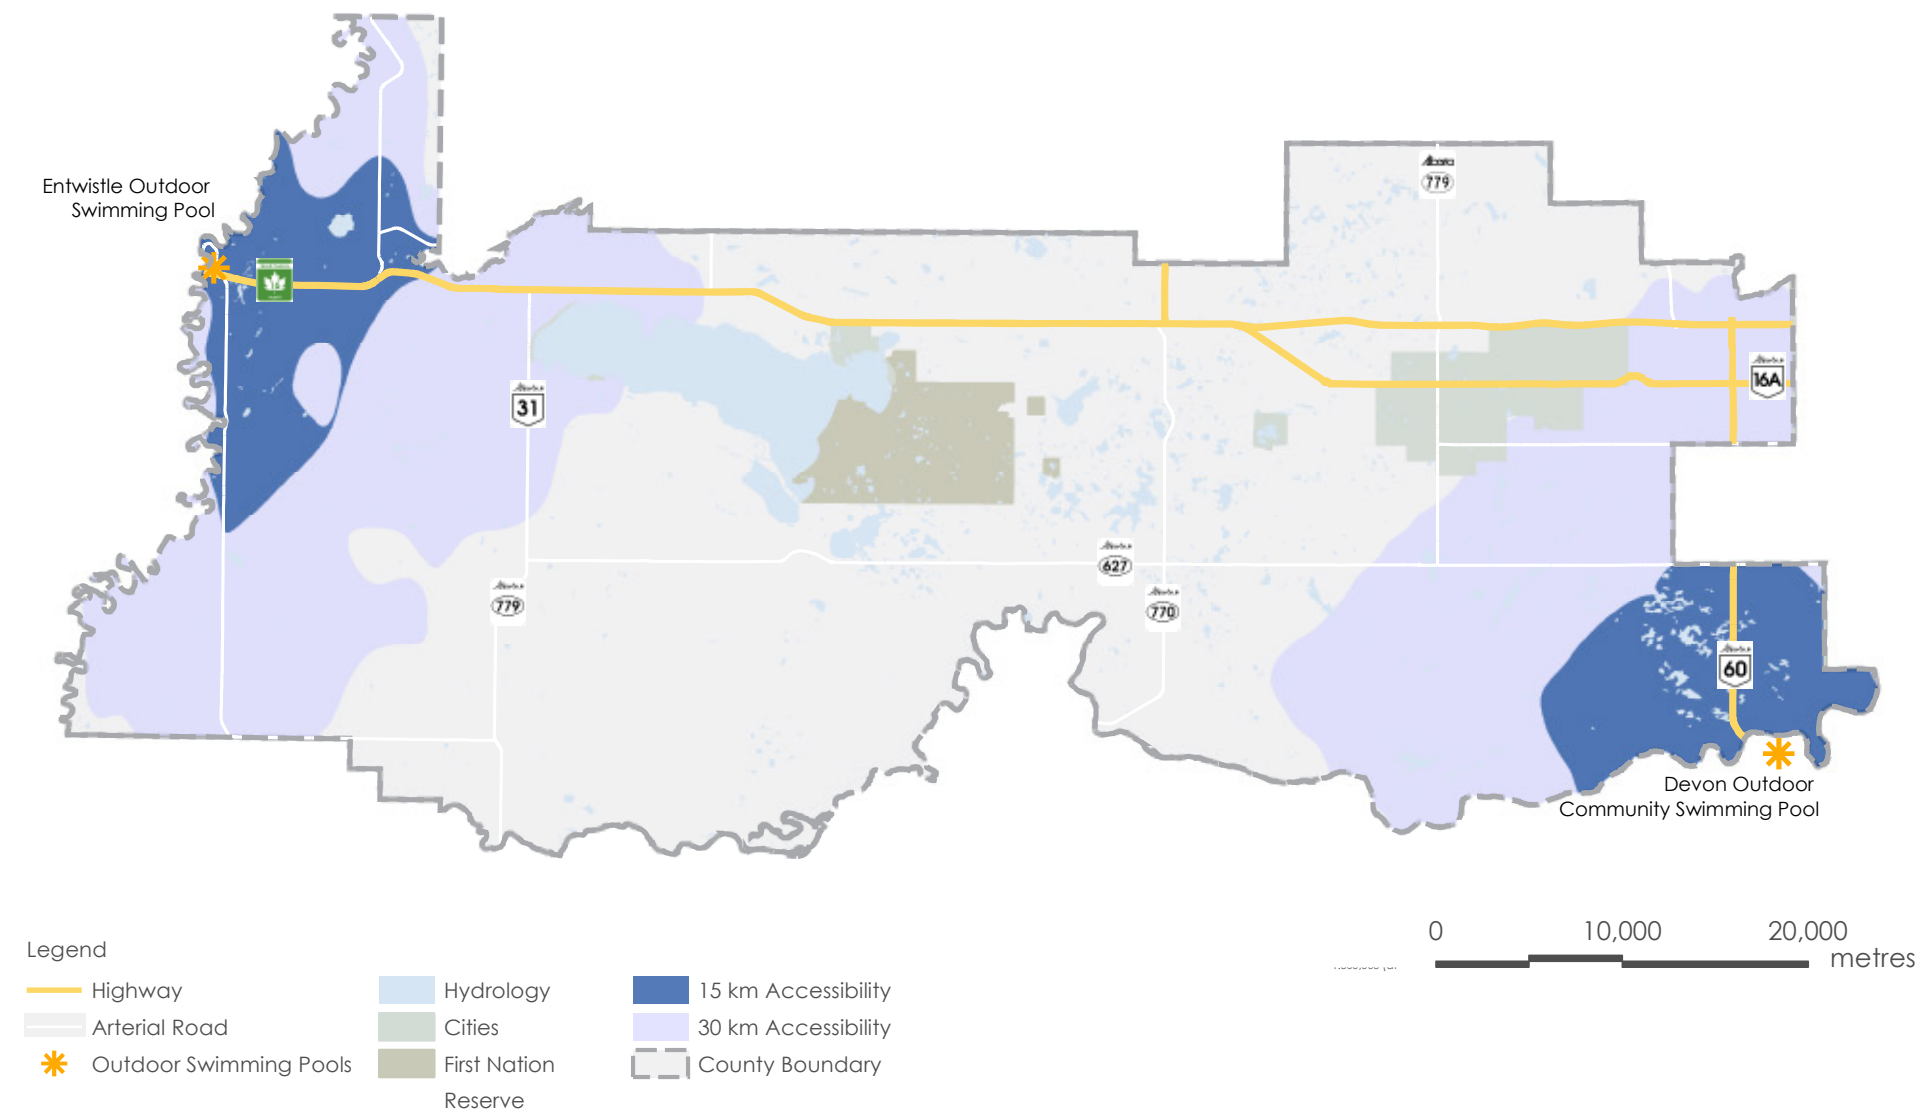 Alberta
779
Entwistle Outdoor
Swimming Pool
16A
31
627
779
770
60
Devon Outdoor
Community Swimming Pool
0 10,000 20,000
metres
Legend
Highway
Arterial Road
Outdoor Swimming Pools
Hydrology
Cities
First Nation
Reserve
15 km Accessibility
30 km Accessibility
County Boundary